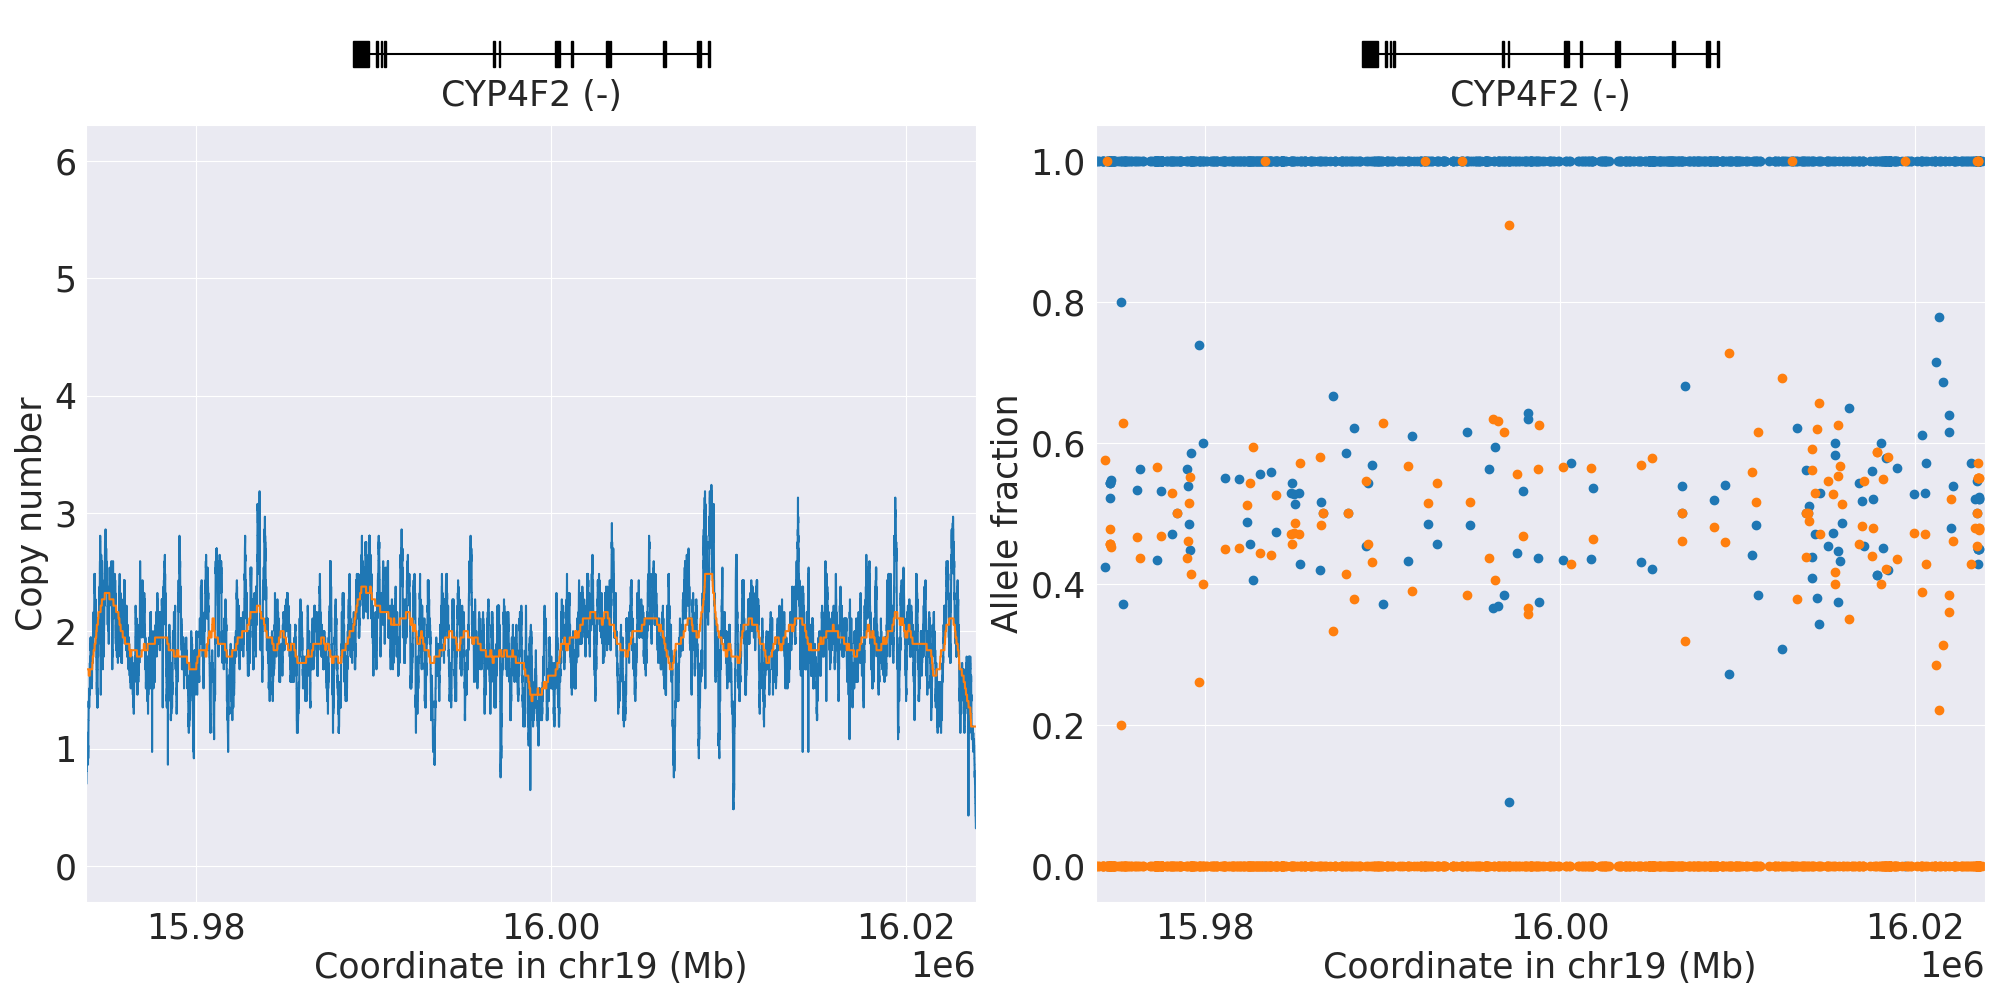 CYP4F2 (-)
Copy number
6
5
4
3
2
1
0
15.98
16.00
16.02
Coordinate in chr19 (Mb)
1e6
CYP4F2 (-)
Allele fraction
1.0
0.8
0.6
0.4
0.2
0.0
15.98
16.00
16.02
Coordinate in chr19 (Mb)
1e6